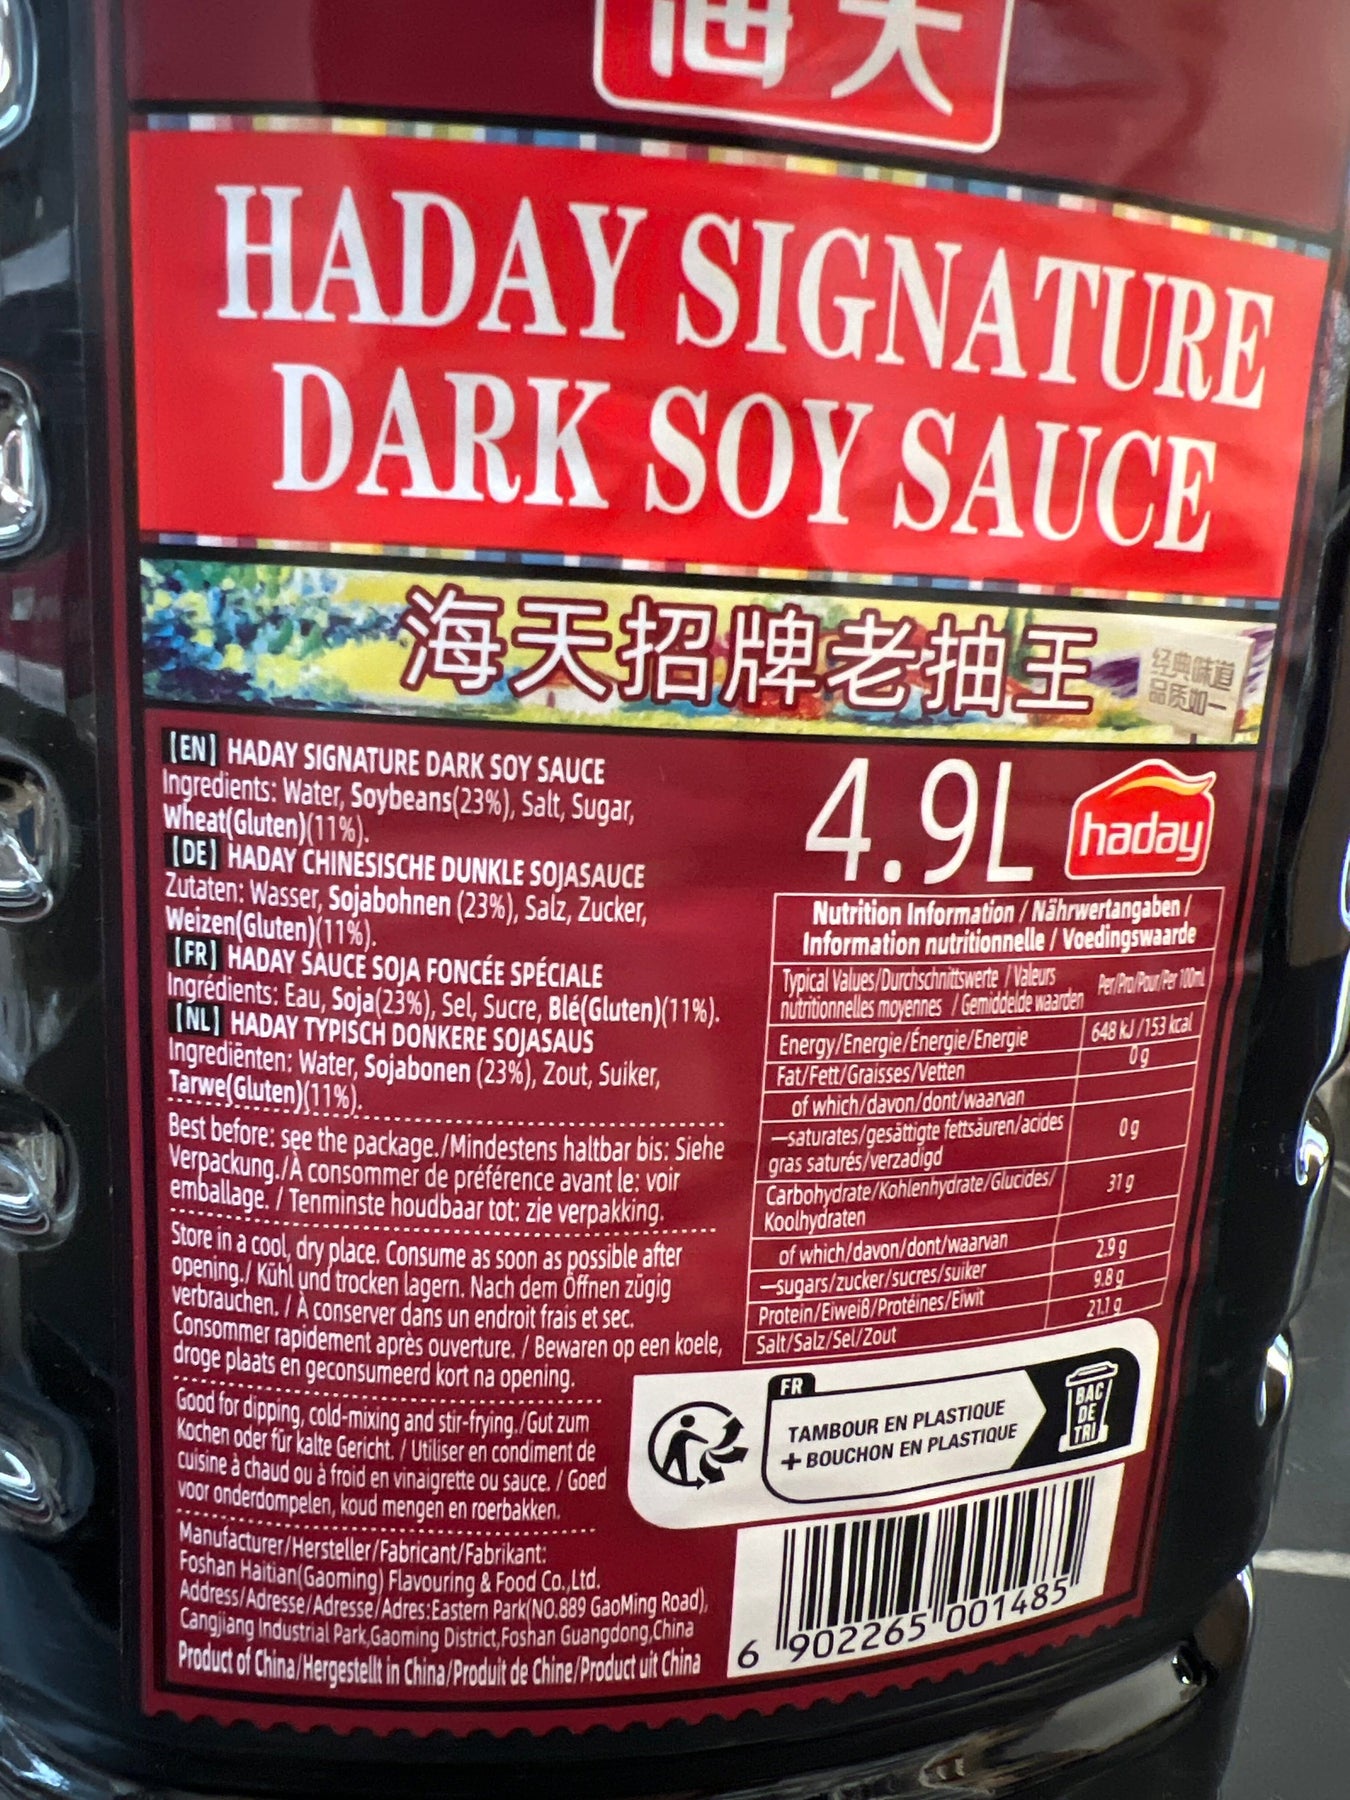 海天
HADAY SIGNATURE
DARK SOY SAUCE
海天招牌老抽王
经典味道
品质如一
【EN】 HADAY SIGNATURE DARK SOY SAUCE
Ingredients: Water, Soybeans(23%), Salt, Sugar,
Wheat(Gluten)(11%).
【DE】 HADAY CHINESISCHE DUNKLE SOJASAUCE
Zutaten: Wasser, Sojabohnen (23%), Salz, Zucker,
Weizen(Gluten)(11%).
【FR】 HADAY SAUCE SOJA FONCÉE SPÉCIALE
Ingrédients: Eau, Soja(23%), Sel, Sucre, Blé(Gluten)(11%).
【NL】 HADAY TYPISCH DONKERE SOJASAUS
Ingrediënten: Water, Sojabonen (23%), Zout, Suiker,
Tarwe(Gluten)(11%).
Best before: see the package./Mindestens haltbar bis: Siehe
Verpackung./À consommer de préférence avant le: voir
emballage. / Tenminste houdbaar tot: zie verpakking.
Store in a cool, dry place. Consume as soon as possible after
opening./ Kühl und trocken lagern. Nach dem Öffnen zügig
verbrauchen. / À conserver dans un endroit frais et sec.
Consommer rapidement après ouverture. / Bewaren op een koele,
droge plaats en geconsumeerd kort na opening.
Good for dipping, cold-mixing and stir-frying./Gut zum
Kochen oder für kalte Gericht. / Utiliser en condiment de
cuisine à chaud ou à froid en vinaigrette ou sauce. / Goed
voor onderdompelen, koud mengen en roerbakken.
Manufacturer/Hersteller/Fabricant/Fabrikant:
Foshan Haitian(Gaoming) Flavouring & Food Co.,Ltd.
Address/Adresse/Adresse/Adres:Eastern Park(NO.889 GaoMing Road),
Cangjiang Industrial Park,Gaoming District,Foshan Guangdong,China
Product of China/Hergestellt in China/Produit de Chine/Product uit China
4.9L
haday
Nutrition Information / Nährwertangaben /
Information nutritionnelle / Voedingswaarde
Typical Values/Durchschnittswerte / Valeurs
nutritionnelles moyennes / Gemiddelde waarden Per/Pro/Pour/Per 100mL
Energy/Energie/Énergie/Energie 648 kJ /153 kcal
Fat/Fett/Graisses/Vetten 0 g
of which/davon/dont/waarvan
—saturates/gesättigte fettsäuren/acides
gras saturés/verzadigd 0 g
Carbohydrate/Kohlenhydrate/Glucides/
Koolhydraten 31 g
of which/davon/dont/waarvan
—sugars/zucker/sucres/suiker 2.9 g
Protein/Eiweiß/Protéines/Eiwit 9.8 g
Salt/Salz/Sel/Zout 21.1 g
FR
TAMBOUR EN PLASTIQUE
+ BOUCHON EN PLASTIQUE
BAC
DE
TRI
6 902265 001485